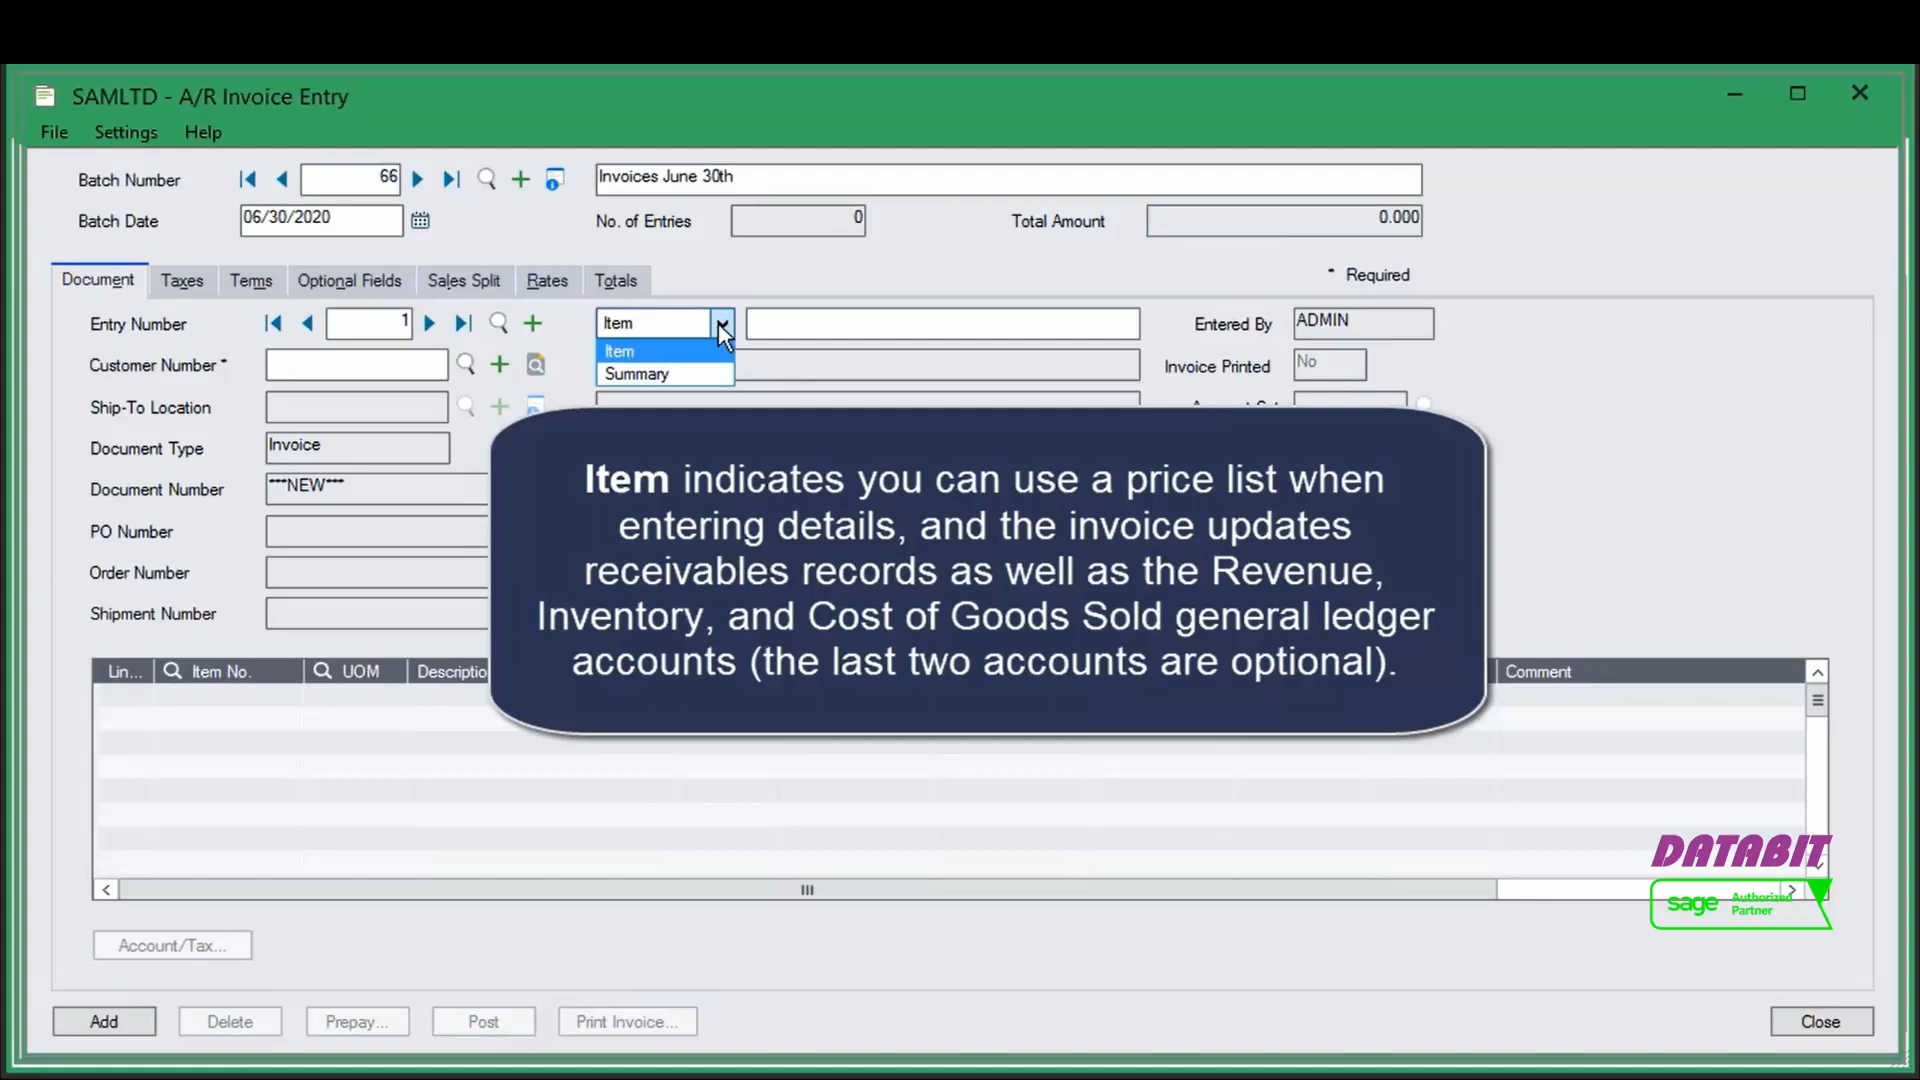 SAMLTD - A/R Invoice Entry
File Settings Help
Batch Number 66 Invoices June 30th
Batch Date 06/30/2020 No. of Entries 0 Total Amount 0.000
Document Taxes Terms Optional Fields Sales Split Rates Totals * Required
Entry Number 1 Item Entered By ADMIN
Item
Customer Number * Invoice Printed No
Summary
Ship-To Location
Document Type Invoice
Document Number ***NEW***
PO Number
Order Number
Shipment Number
Item indicates you can use a price list when
entering details, and the invoice updates
receivables records as well as the Revenue,
Inventory, and Cost of Goods Sold general ledger
accounts (the last two accounts are optional).
Lin... Item No. UOM Descriptio Comment
DATABIT
sage Authorized
Partner
Account/Tax...
Add Delete Prepay... Post Print Invoice... Close